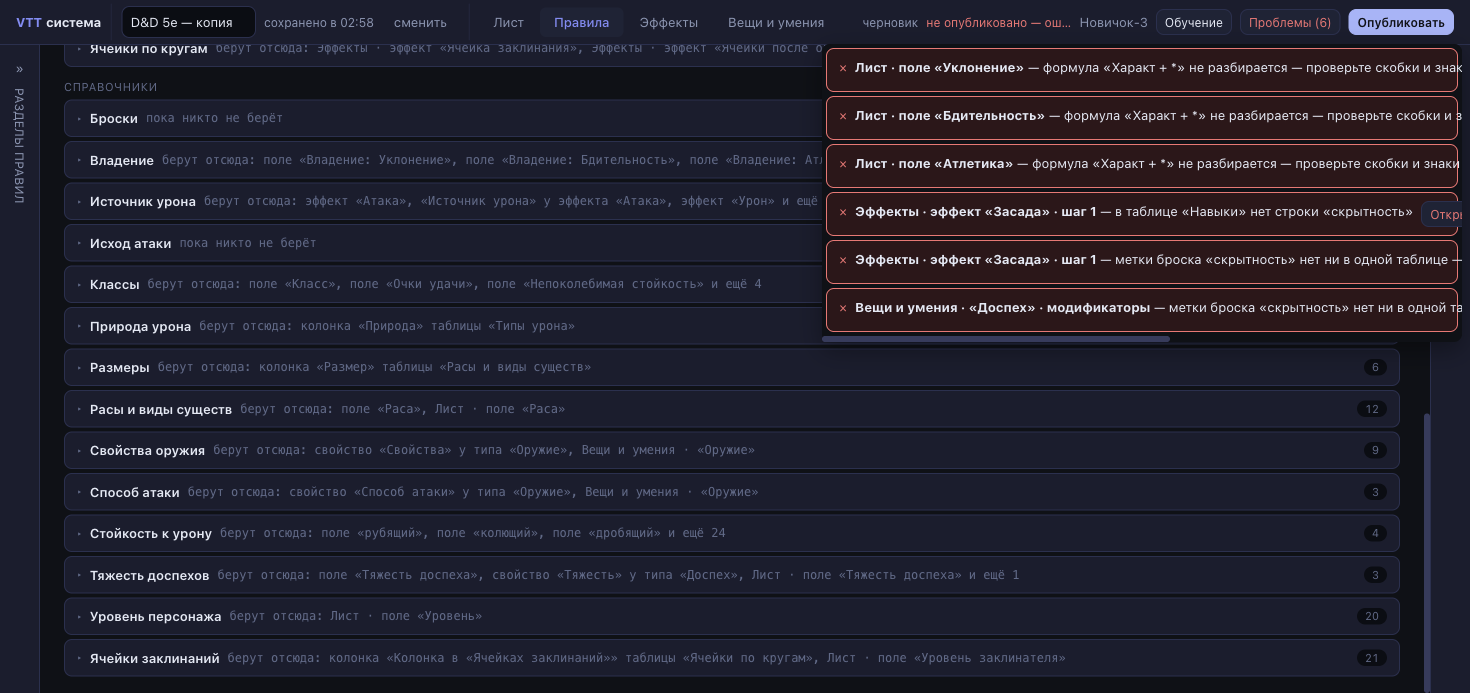 VTT система D&D 5e — копия сохранено в 02:58 сменить Лист Правила Эффекты Вещи и умения черновик не опубликовано — ош… Новичок-3 Обучение Проблемы (6) Опубликовать
» РАЗДЕЛЫ ПРАВИЛ
Ячейки по кругам берут отсюда: Эффекты · эффект «Ячейка заклинания», Эффекты · эффект «Ячейки после о
СПРАВОЧНИКИ
Броски пока никто не берёт
Владение берут отсюда: поле «Владение: Уклонение», поле «Владение: Бдительность», поле «Владение: Атл
Источник урона берут отсюда: эффект «Атака», «Источник урона» у эффекта «Атака», эффект «Урон» и ещё
Исход атаки пока никто не берёт
Классы берут отсюда: поле «Класс», поле «Очки удачи», поле «Непоколебимая стойкость» и ещё 4
Природа урона берут отсюда: колонка «Природа» таблицы «Типы урона»
Размеры берут отсюда: колонка «Размер» таблицы «Расы и виды существ» 6
Расы и виды существ берут отсюда: поле «Раса», Лист · поле «Раса» 12
Свойства оружия берут отсюда: свойство «Свойства» у типа «Оружие», Вещи и умения · «Оружие» 9
Способ атаки берут отсюда: свойство «Способ атаки» у типа «Оружие», Вещи и умения · «Оружие» 3
Стойкость к урону берут отсюда: поле «рубящий», поле «колющий», поле «дробящий» и ещё 24 4
Тяжесть доспехов берут отсюда: поле «Тяжесть доспеха», свойство «Тяжесть» у типа «Доспех», Лист · поле «Тяжесть доспеха» и ещё 1 3
Уровень персонажа берут отсюда: Лист · поле «Уровень» 20
Ячейки заклинаний берут отсюда: колонка «Колонка в «Ячейках заклинаний»» таблицы «Ячейки по кругам», Лист · поле «Уровень заклинателя» 21
× Лист · поле «Уклонение» — формула «Характ + *» не разбирается — проверьте скобки и знак
× Лист · поле «Бдительность» — формула «Характ + *» не разбирается — проверьте скобки и з
× Лист · поле «Атлетика» — формула «Характ + *» не разбирается — проверьте скобки и знаки
× Эффекты · эффект «Засада» · шаг 1 — в таблице «Навыки» нет строки «скрытность» Откры
× Эффекты · эффект «Засада» · шаг 1 — метки броска «скрытность» нет ни в одной таблице —
× Вещи и умения · «Доспех» · модификаторы — метки броска «скрытность» нет ни в одной та